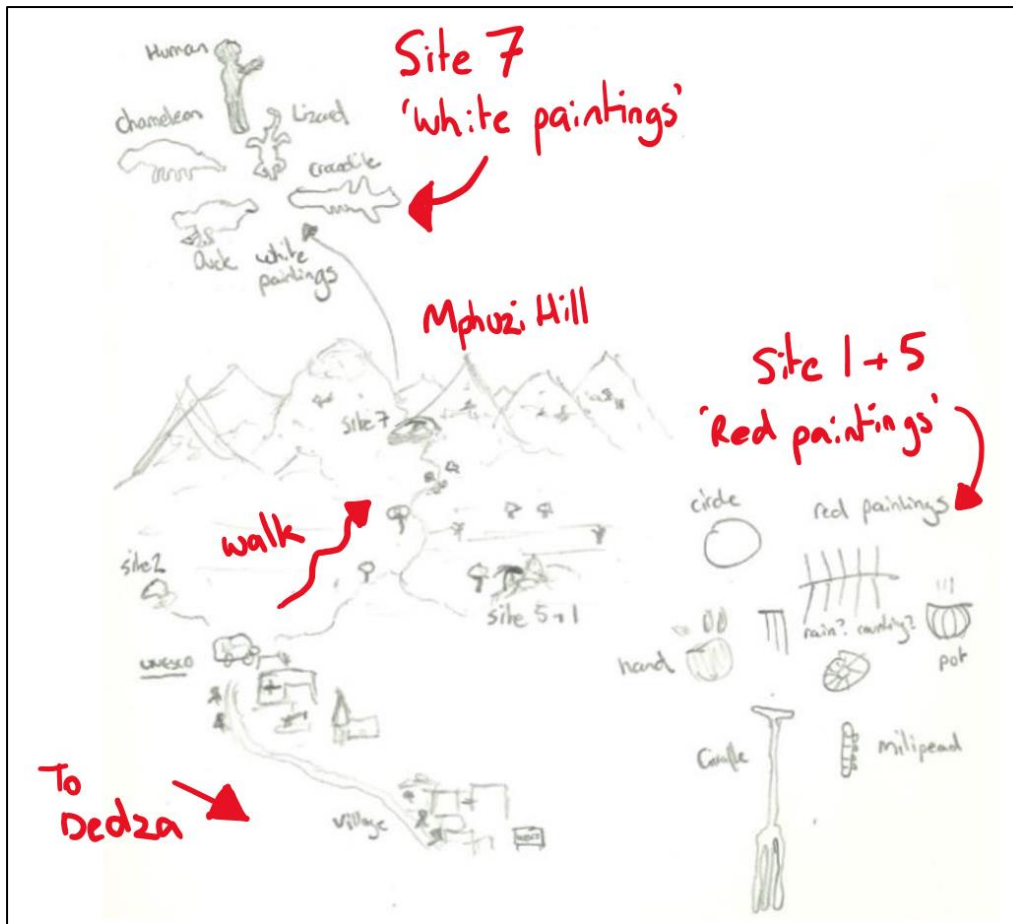 Human
Site 7
'White paintings'
Chameleon
Lizard
Crocodile
Duck
white
paintings
Mphuzi Hill
Site 1 + 5
'Red paintings'
site 7
circle
red paintings
walk
site 2
site 5+1
hand
rain? counting?
pot
UNESCO
Giraffe
milipead
To
Dedza
village